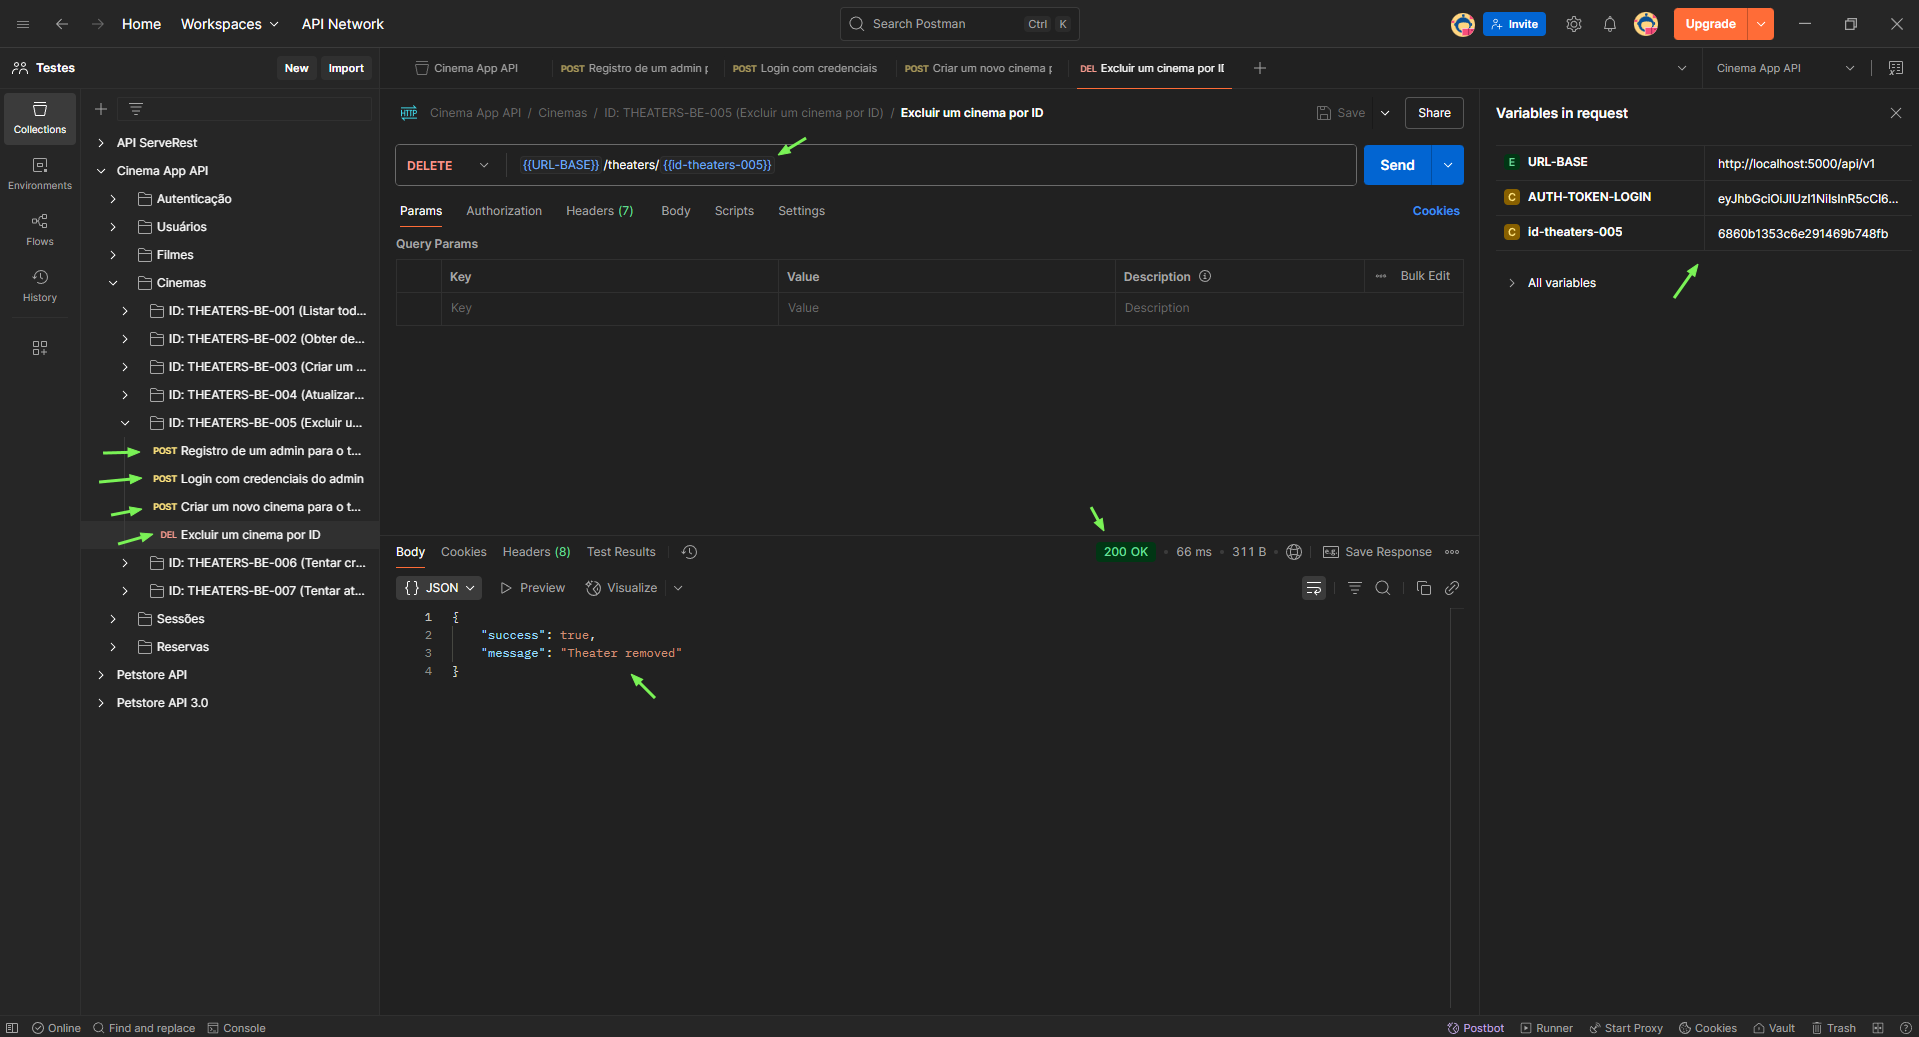 Home Workspaces API Network Search Postman Ctrl K Invite Upgrade
Testes New Import
Cinema App API POST Registro de um admin p POST Login com credenciais POST Criar um novo cinema p DEL Excluir um cinema por ID Cinema App API
Collections
Environments
Flows
History
API ServeRest
Cinema App API
Autenticação
Usuários
Filmes
Cinemas
ID: THEATERS-BE-001 (Listar tod...
ID: THEATERS-BE-002 (Obter de...
ID: THEATERS-BE-003 (Criar um ...
ID: THEATERS-BE-004 (Atualizar...
ID: THEATERS-BE-005 (Excluir u...
POST Registro de um admin para o t...
POST Login com credenciais do admin
POST Criar um novo cinema para o t...
DEL Excluir um cinema por ID
ID: THEATERS-BE-006 (Tentar cr...
ID: THEATERS-BE-007 (Tentar at...
Sessões
Reservas
Petstore API
Petstore API 3.0
HTTP Cinema App API / Cinemas / ID: THEATERS-BE-005 (Excluir um cinema por ID) / Excluir um cinema por ID Save Share
DELETE {{URL-BASE}} /theaters/ {{id-theaters-005}} Send
Params Authorization Headers (7) Body Scripts Settings Cookies
Query Params
Key Value Description Bulk Edit
Key Value Description
Body Cookies Headers (8) Test Results 200 OK 66 ms 311 B e.g. Save Response
{} JSON Preview Visualize
1 {
2 "success": true,
3 "message": "Theater removed"
4 }
Variables in request
E URL-BASE http://localhost:5000/api/v1
C AUTH-TOKEN-LOGIN eyJhbGciOiJIUzI1NiIsInR5cCI6...
C id-theaters-005 6860b1353c6e291469b748fb
All variables
Online Find and replace Console Postbot Runner Start Proxy Cookies Vault Trash